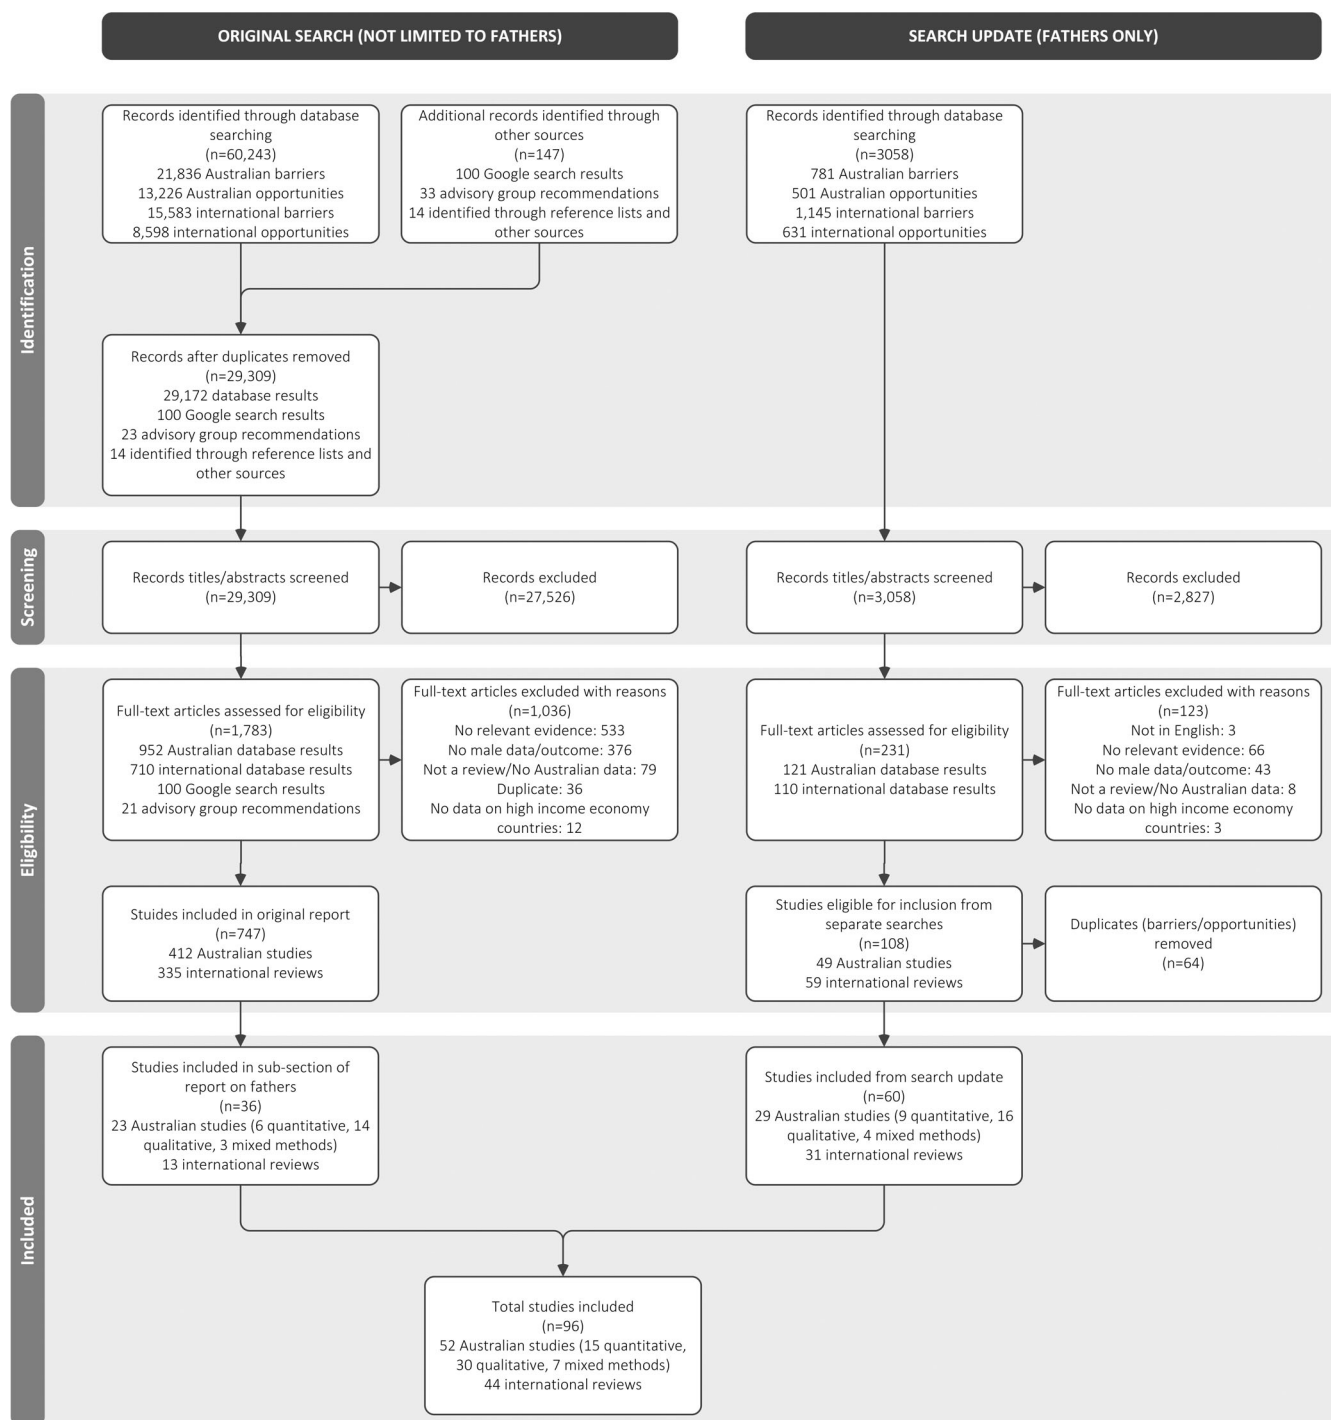 ORIGINAL SEARCH (NOT LIMITED TO FATHERS)
SEARCH UPDATE (FATHERS ONLY)
Identification
Records identified through database
searching
(n=60,243)
21,836 Australian barriers
13,226 Australian opportunities
15,583 international barriers
8,598 international opportunities
Additional records identified through
other sources
(n=147)
100 Google search results
33 advisory group recommendations
14 identified through reference lists and
other sources
Records identified through database
searching
(n=3058)
781 Australian barriers
501 Australian opportunities
1,145 international barriers
631 international opportunities
Records after duplicates removed
(n=29,309)
29,172 database results
100 Google search results
23 advisory group recommendations
14 identified through reference lists and
other sources
Screening
Records titles/abstracts screened
(n=29,309)
Records excluded
(n=27,526)
Records titles/abstracts screened
(n=3,058)
Records excluded
(n=2,827)
Eligibility
Full-text articles assessed for eligibility
(n=1,783)
952 Australian database results
710 international database results
100 Google search results
21 advisory group recommendations
Full-text articles excluded with reasons
(n=1,036)
No relevant evidence: 533
No male data/outcome: 376
Not a review/No Australian data: 79
Duplicate: 36
No data on high income economy
countries: 12
Full-text articles assessed for eligibility
(n=231)
121 Australian database results
110 international database results
Full-text articles excluded with reasons
(n=123)
Not in English: 3
No relevant evidence: 66
No male data/outcome: 43
Not a review/No Australian data: 8
No data on high income economy
countries: 3
Stuides included in original report
(n=747)
412 Australian studies
335 international reviews
Studies eligible for inclusion from
separate searches
(n=108)
49 Australian studies
59 international reviews
Duplicates (barriers/opportunities)
removed
(n=64)
Included
Studies included in sub-section of
report on fathers
(n=36)
23 Australian studies (6 quantitative, 14
qualitative, 3 mixed methods)
13 international reviews
Studies included from search update
(n=60)
29 Australian studies (9 quantitative, 16
qualitative, 4 mixed methods)
31 international reviews
Total studies included
(n=96)
52 Australian studies (15 quantitative,
30 qualitative, 7 mixed methods)
44 international reviews